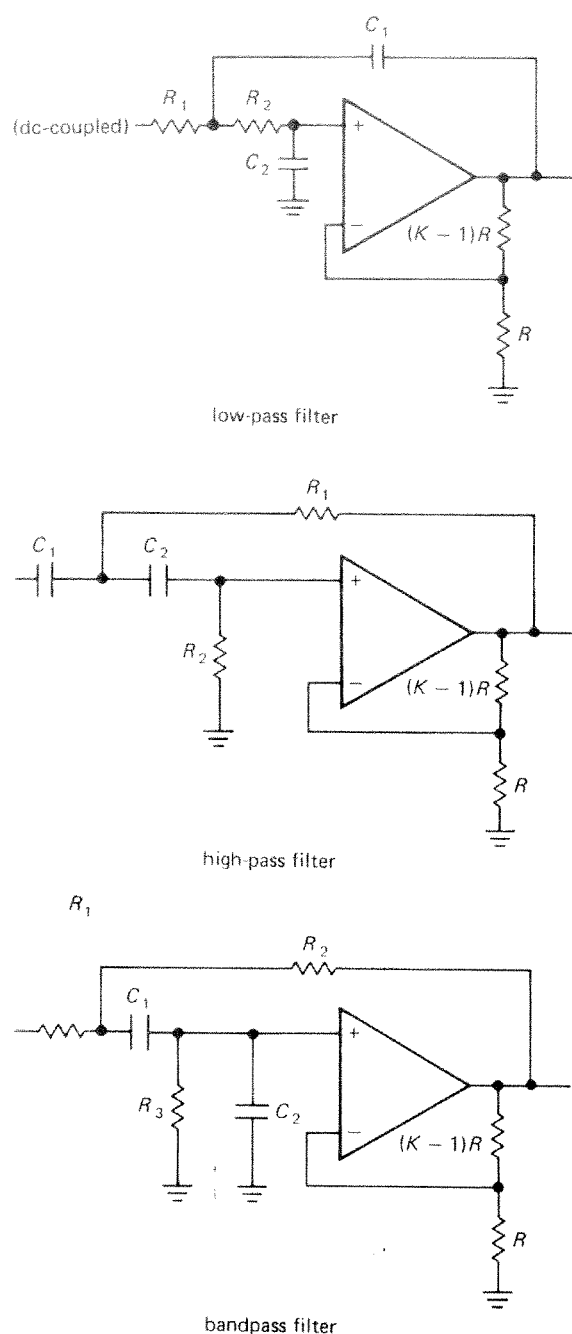 C₁
R₁ R₂
(dc-coupled)
+
C₂
−
(K − 1)R
R
low-pass filter
R₁
C₁ C₂
+
R₂
−
(K − 1)R
R
high-pass filter
R₁
R₂
C₁
+
R₃ C₂
−
(K − 1)R
R
bandpass filter